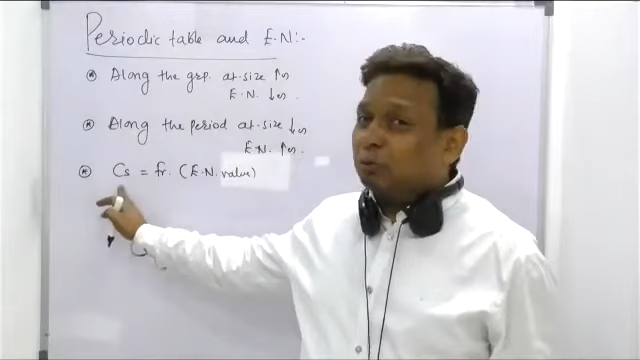 Periodic table and E.N:-
Along the grp. at. size ↑es
E.N. ↓es.
Along the period at. size ↓es
E.N. ↑es.
Cs = fr. (E.N. value)